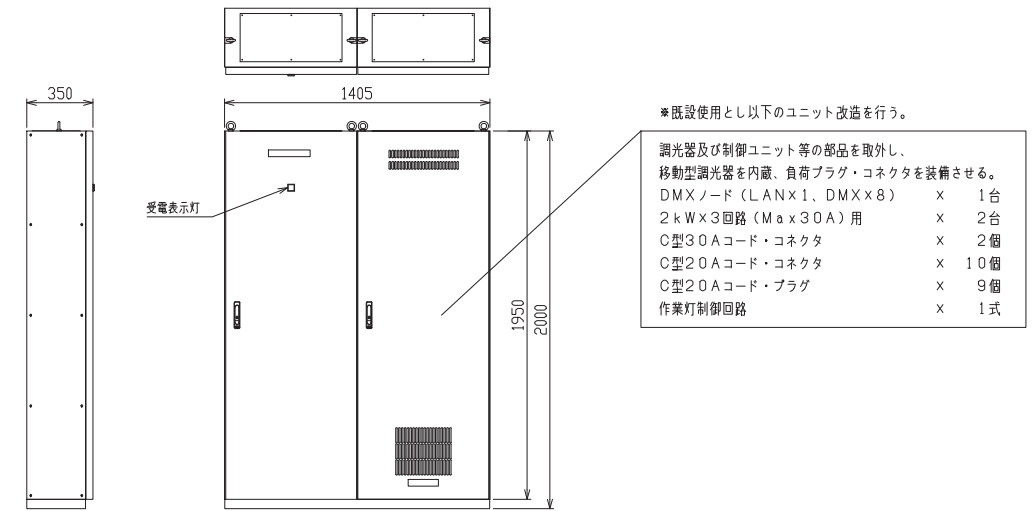 350
1405
※既設使用とし以下のユニット改造を行う。
調光器及び制御ユニット等の部品を取外し、
移動型調光器を内蔵、負荷プラグ・コネクタを装備させる。
DMXノード（LAN×1、DMX×8） × 1台
2kW×3回路（Max30A）用 × 2台
C型30Aコード・コネクタ × 2個
C型20Aコード・コネクタ × 10個
C型20Aコード・プラグ × 9個
作業灯制御回路 × 1式
受電表示灯
1950
2000